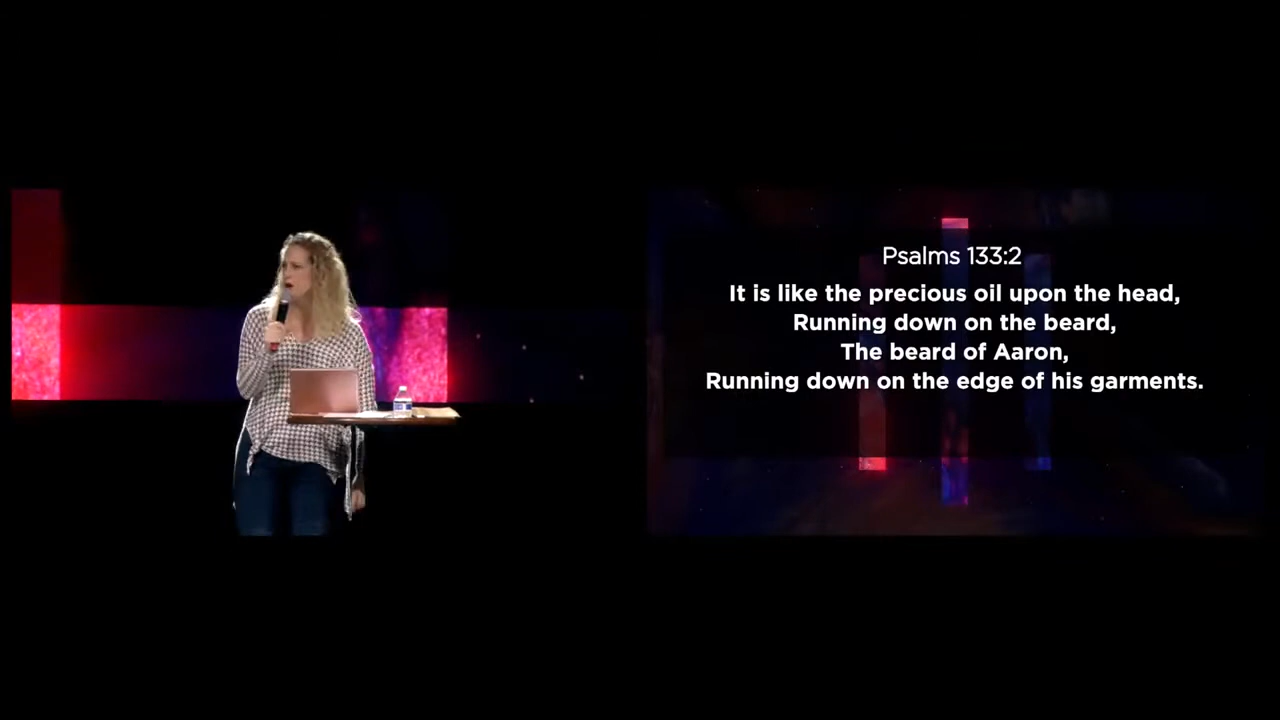 Psalms 133:2
It is like the precious oil upon the head,
Running down on the beard,
The beard of Aaron,
Running down on the edge of his garments.